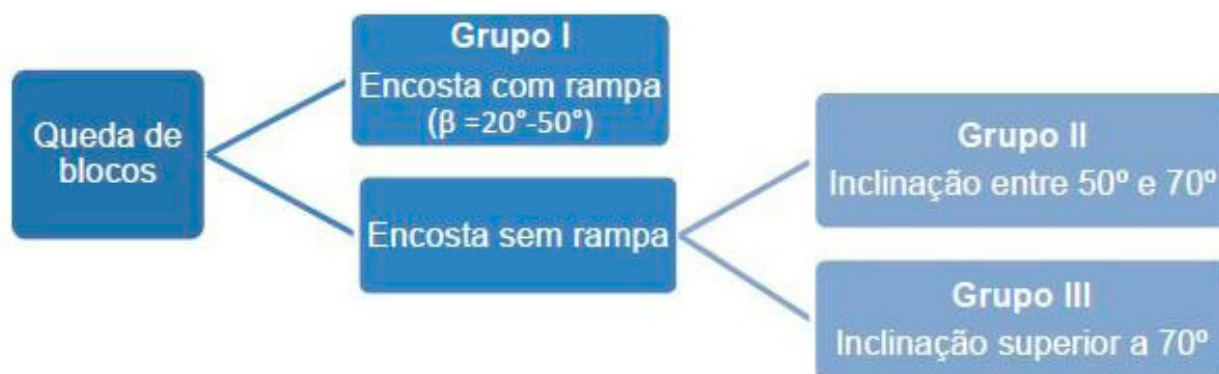 Queda de
blocos
Grupo I
Encosta com rampa
(β =20°-50°)
Encosta sem rampa
Grupo II
Inclinação entre 50º e 70º
Grupo III
Inclinação superior a 70º